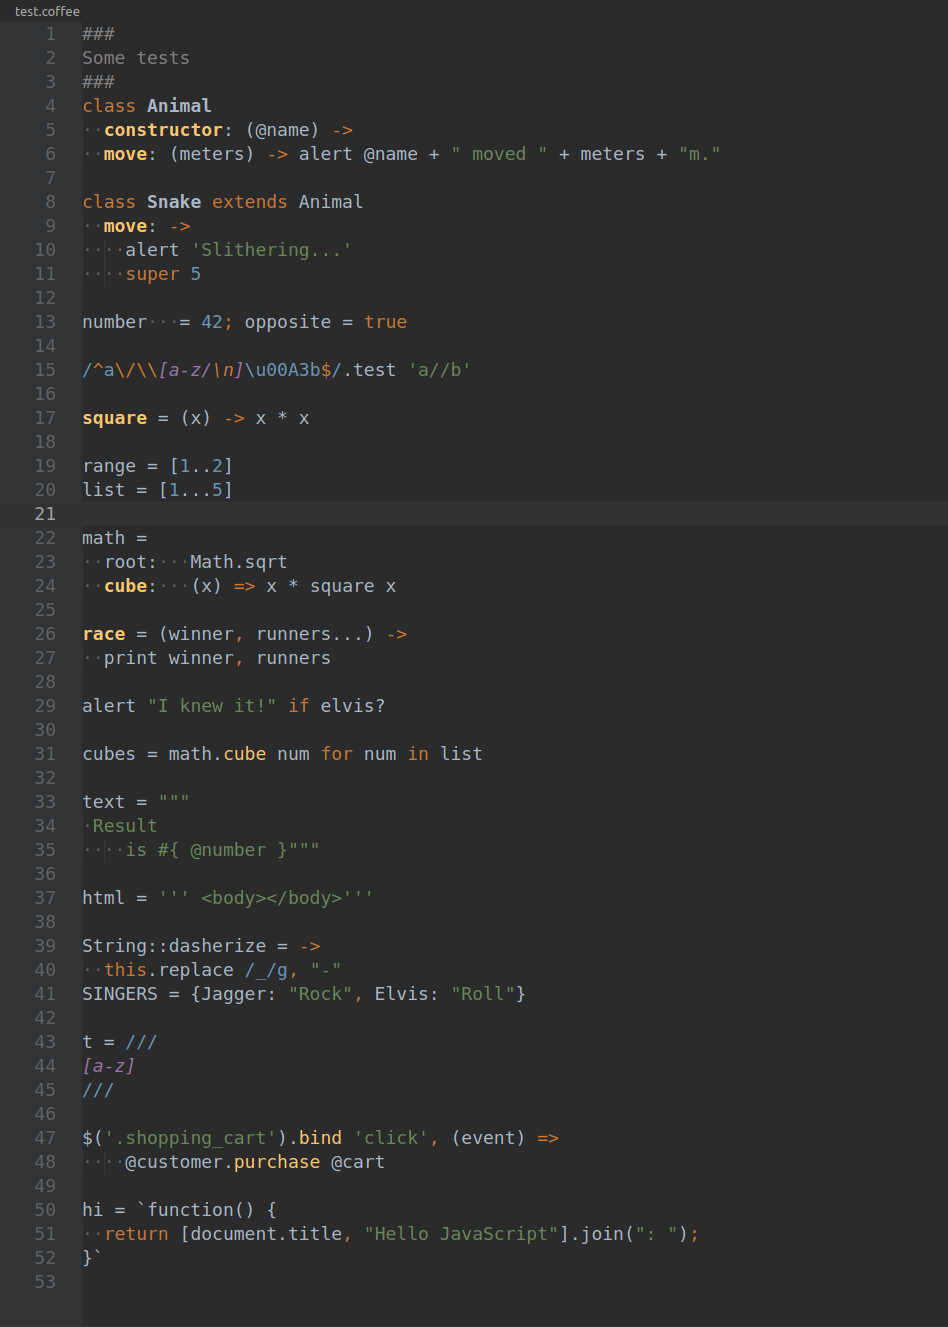 test.coffee
1 ###
2 Some tests
3 ###
4 class Animal
5 ··constructor: (@name) ->
6 ··move: (meters) -> alert @name + " moved " + meters + "m."
7
8 class Snake extends Animal
9 ··move: ->
10 ····alert 'Slithering...'
11 ····super 5
12
13 number···= 42; opposite = true
14
15 /^a\/\\[a-z/\n]\u00A3b$/.test 'a//b'
16
17 square = (x) -> x * x
18
19 range = [1..2]
20 list = [1...5]
21
22 math =
23 ··root:···Math.sqrt
24 ··cube:···(x) => x * square x
25
26 race = (winner, runners...) ->
27 ··print winner, runners
28
29 alert "I knew it!" if elvis?
30
31 cubes = math.cube num for num in list
32
33 text = """
34 ·Result
35 ····is #{ @number }"""
36
37 html = ''' <body></body>'''
38
39 String::dasherize = ->
40 ··this.replace /_/g, "-"
41 SINGERS = {Jagger: "Rock", Elvis: "Roll"}
42
43 t = ///
44 [a-z]
45 ///
46
47 $('.shopping_cart').bind 'click', (event) =>
48 ····@customer.purchase @cart
49
50 hi = `function() {
51 ··return [document.title, "Hello JavaScript"].join(": ");
52 }`
53